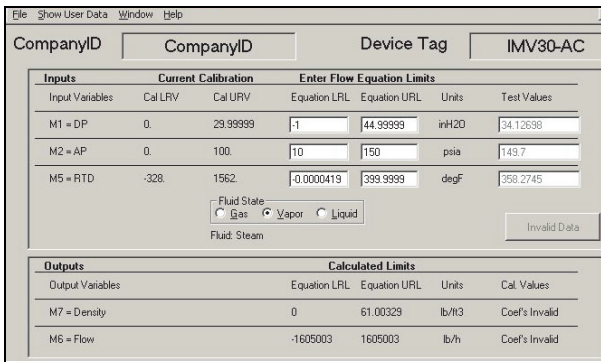 File Show User Data Window Help
CompanyID CompanyID Device Tag IMV30-AC
Inputs Current Calibration Enter Flow Equation Limits
Input Variables Cal LRV Cal URV Equation LRL Equation URL Units Test Values
M1 = DP 0. 29.99999 -1 44.99999 inH2O 34.12698
M2 = AP 0. 100. 10 150 psia 149.7
M5 = RTD -328. 1562. -0.0000419 399.9999 degF 358.2745
Fluid State
Gas Vapor Liquid
Fluid: Steam
Invalid Data
Outputs Calculated Limits
Output Variables Equation LRL Equation URL Units Cal. Values
M7 = Density 0 61.00329 lb/ft3 Coef's Invalid
M6 = Flow -1605003 1605003 lb/h Coef's Invalid